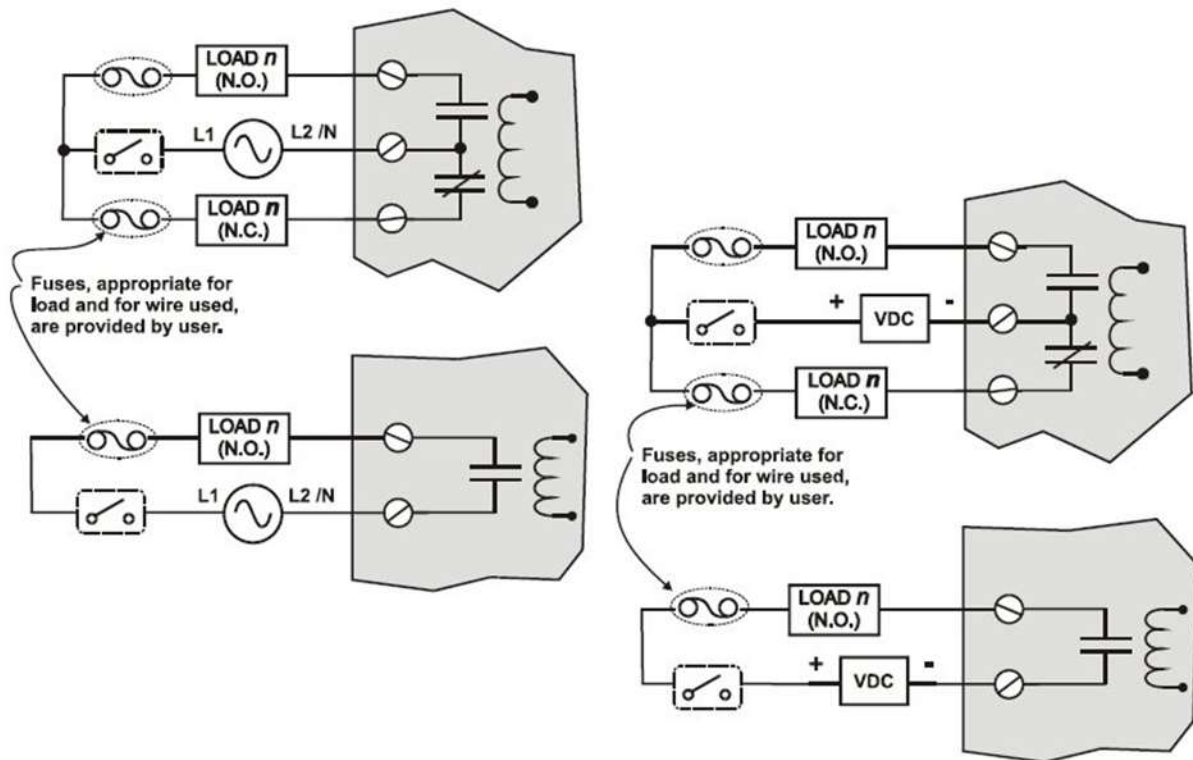 LOAD n
(N.O.)
L1
L2 /N
LOAD n
(N.C.)
Fuses, appropriate for
load and for wire used,
are provided by user.
LOAD n
(N.O.)
L1
L2 /N
LOAD n
(N.O.)
+
VDC
-
LOAD n
(N.C.)
Fuses, appropriate for
load and for wire used,
are provided by user.
LOAD n
(N.O.)
+
VDC
-